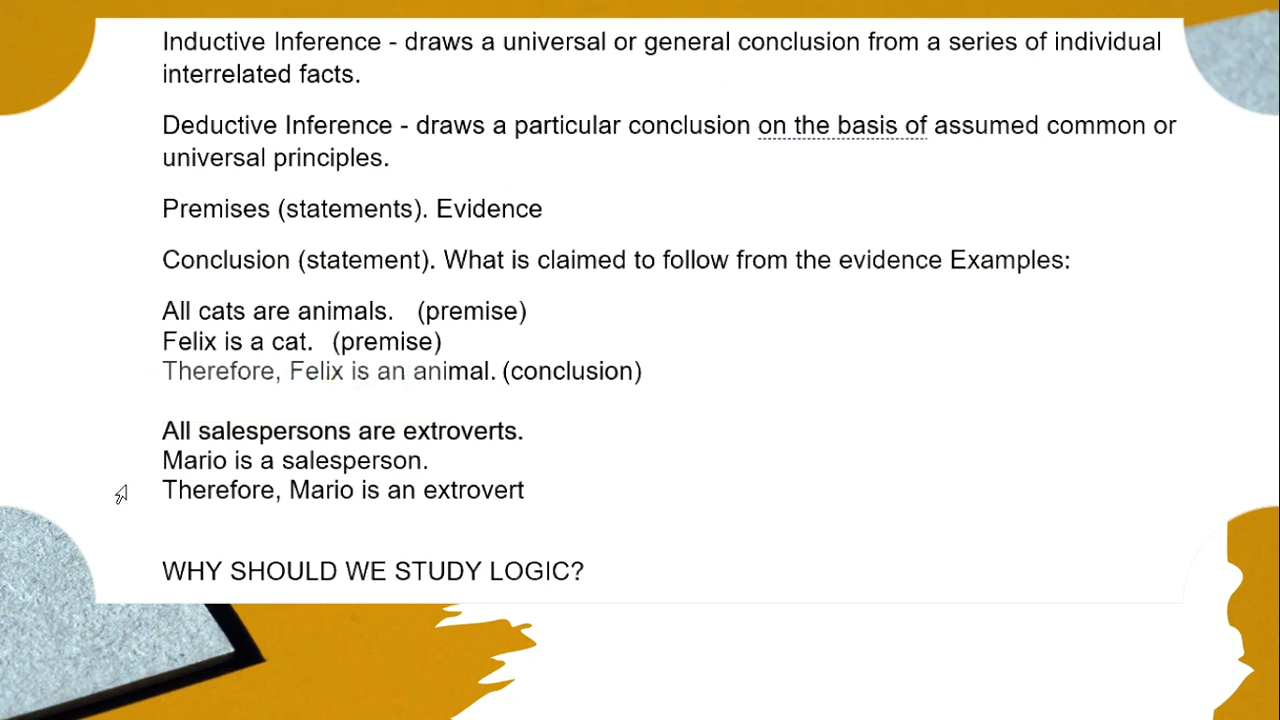 Inductive Inference - draws a universal or general conclusion from a series of individual
interrelated facts.
Deductive Inference - draws a particular conclusion on the basis of assumed common or
universal principles.
Premises (statements). Evidence
Conclusion (statement). What is claimed to follow from the evidence Examples:
All cats are animals. (premise)
Felix is a cat. (premise)
Therefore, Felix is an animal. (conclusion)
All salespersons are extroverts.
Mario is a salesperson.
Therefore, Mario is an extrovert
WHY SHOULD WE STUDY LOGIC?